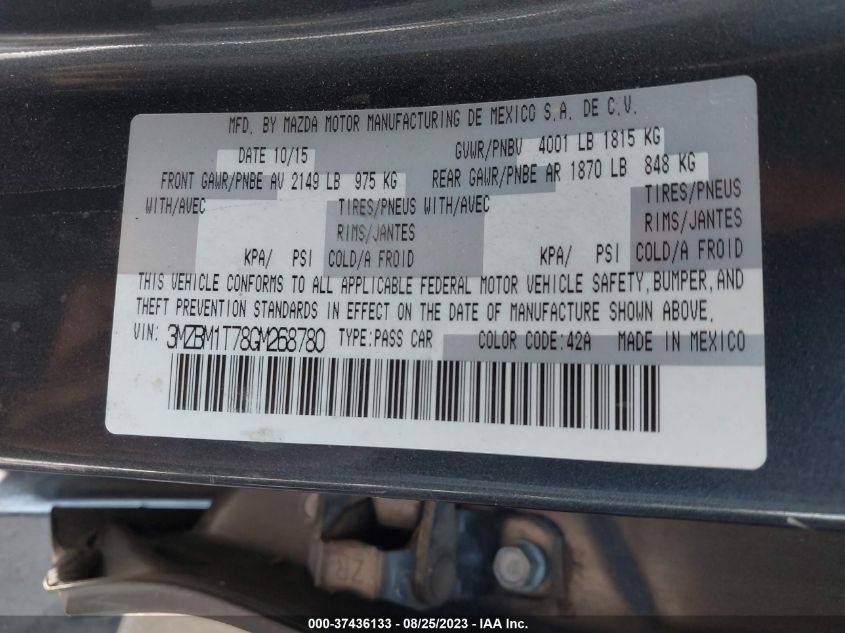 MFD. BY MAZDA MOTOR MANUFACTURING DE MEXICO S.A. DE C.V.
DATE 10/15 GVWR/PNBV 4001 LB 1815 KG
FRONT GAWR/PNBE AV 2149 LB 975 KG REAR GAWR/PNBE AR 1870 LB 848 KG
WITH/AVEC TIRES/PNEUS WITH/AVEC TIRES/PNEUS
RIMS/JANTES RIMS/JANTES
KPA/ PSI COLD/A FROID KPA/ PSI COLD/A FROID
THIS VEHICLE CONFORMS TO ALL APPLICABLE FEDERAL MOTOR VEHICLE SAFETY, BUMPER, AND
THEFT PREVENTION STANDARDS IN EFFECT ON THE DATE OF MANUFACTURE SHOWN ABOVE.
VIN: 3MZBM1T78GM268780 TYPE:PASS CAR COLOR CODE:42A MADE IN MEXICO
ZR
000-37436133 - 08/25/2023 - IAA Inc.